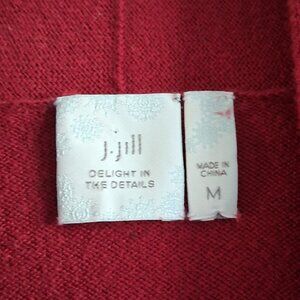 j.jill
DELIGHT IN
THE DETAILS
MADE IN
CHINA
M